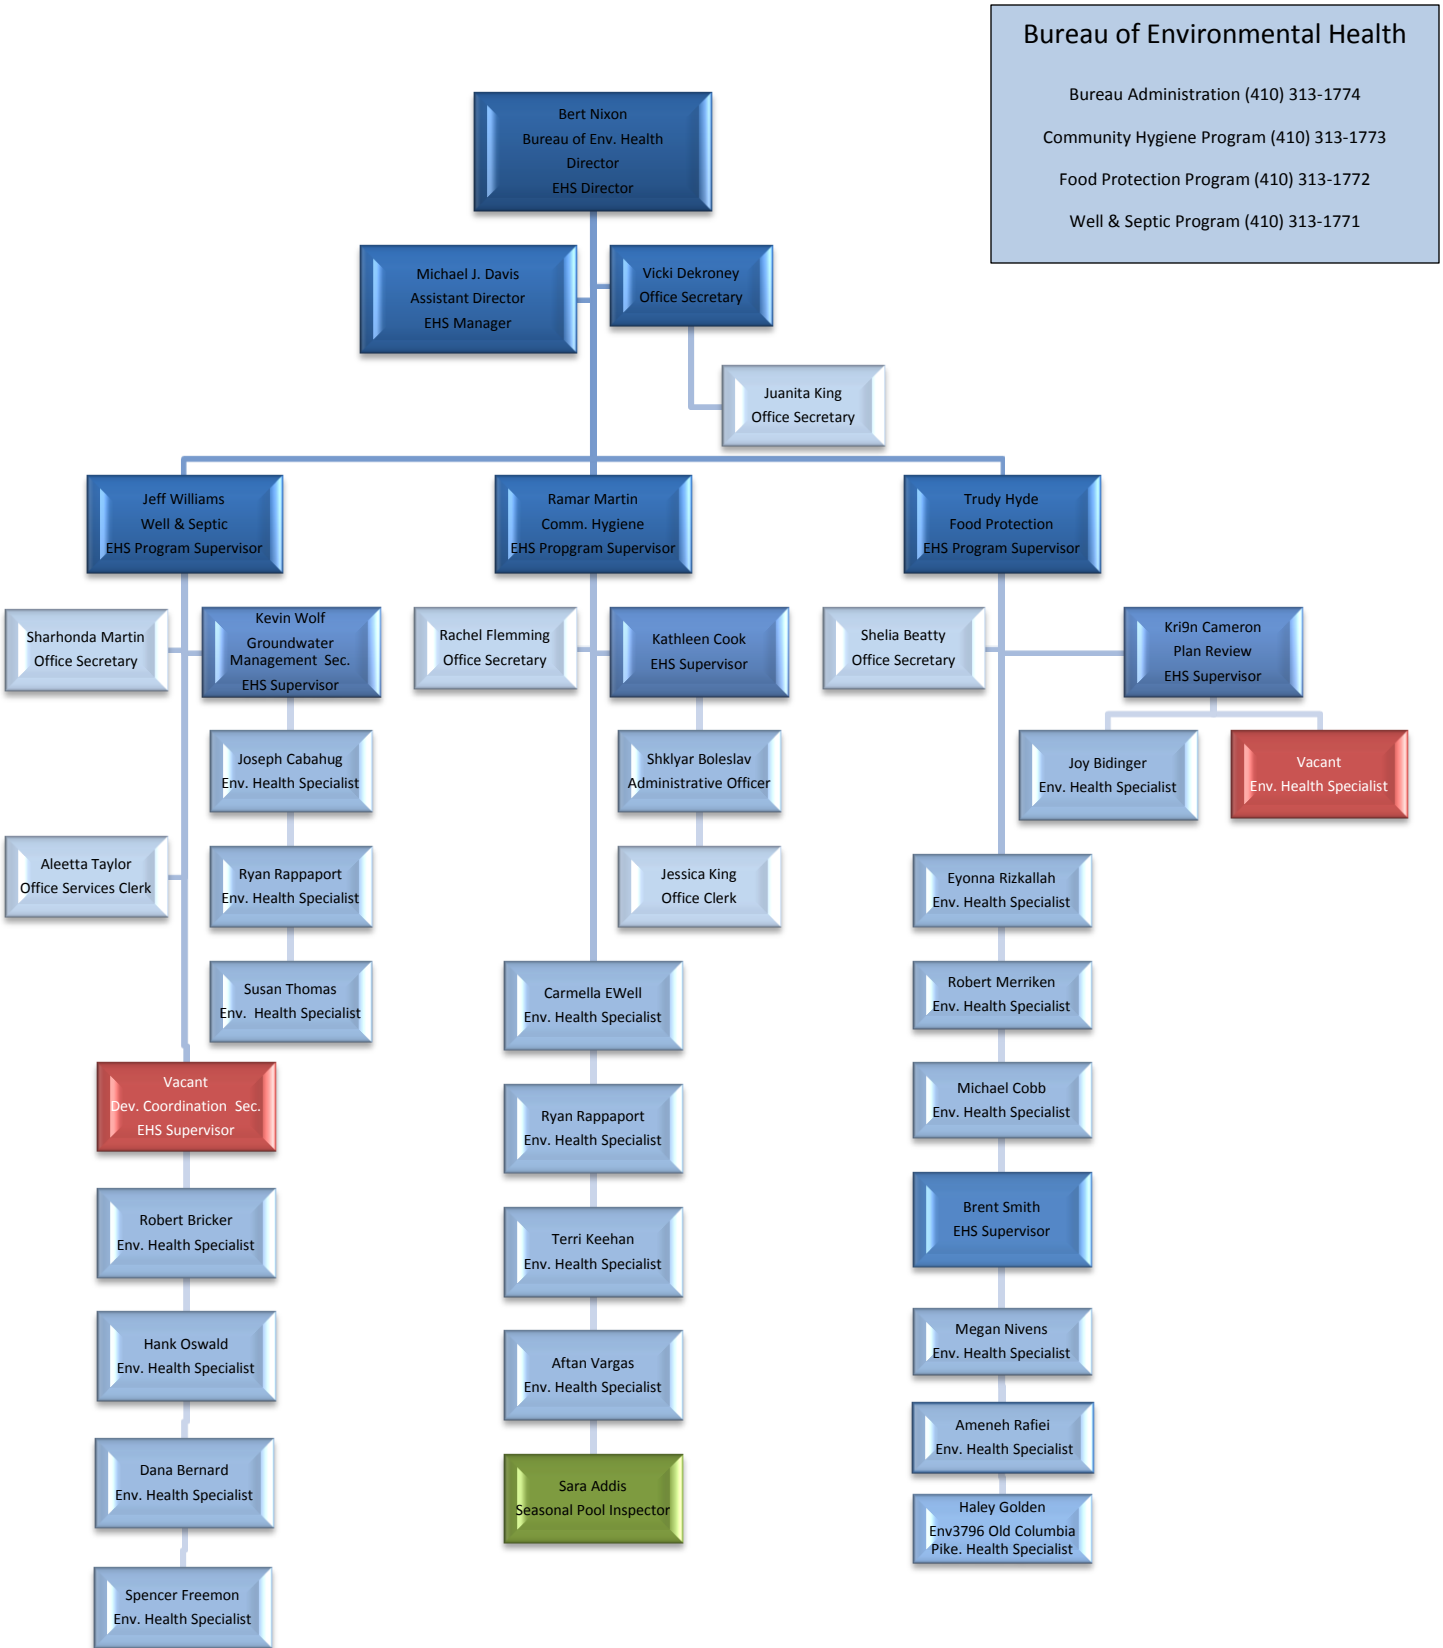 Bureau of Environmental Health
Bureau Administration (410) 313-1774
Community Hygiene Program (410) 313-1773
Food Protection Program (410) 313-1772
Well & Septic Program (410) 313-1771
Bert Nixon
Bureau of Env. Health
Director
EHS Director
Michael J. Davis
Assistant Director
EHS Manager
Vicki Dekroney
Office Secretary
Juanita King
Office Secretary
Jeff Williams
Well & Septic
EHS Program Supervisor
Ramar Martin
Comm. Hygiene
EHS Propgram Supervisor
Trudy Hyde
Food Protection
EHS Program Supervisor
Sharhonda Martin
Office Secretary
Kevin Wolf
Groundwater
Management Sec.
EHS Supervisor
Joseph Cabahug
Env. Health Specialist
Aleetta Taylor
Office Services Clerk
Ryan Rappaport
Env. Health Specialist
Susan Thomas
Env. Health Specialist
Vacant
Dev. Coordination Sec.
EHS Supervisor
Robert Bricker
Env. Health Specialist
Hank Oswald
Env. Health Specialist
Dana Bernard
Env. Health Specialist
Spencer Freemon
Env. Health Specialist
Rachel Flemming
Office Secretary
Kathleen Cook
EHS Supervisor
Shklyar Boleslav
Administrative Officer
Jessica King
Office Clerk
Carmella EWell
Env. Health Specialist
Ryan Rappaport
Env. Health Specialist
Terri Keehan
Env. Health Specialist
Aftan Vargas
Env. Health Specialist
Sara Addis
Seasonal Pool Inspector
Shelia Beatty
Office Secretary
Kri9n Cameron
Plan Review
EHS Supervisor
Joy Bidinger
Env. Health Specialist
Vacant
Env. Health Specialist
Eyonna Rizkallah
Env. Health Specialist
Robert Merriken
Env. Health Specialist
Michael Cobb
Env. Health Specialist
Brent Smith
EHS Supervisor
Megan Nivens
Env. Health Specialist
Ameneh Rafiei
Env. Health Specialist
Haley Golden
Env3796 Old Columbia
Pike. Health Specialist